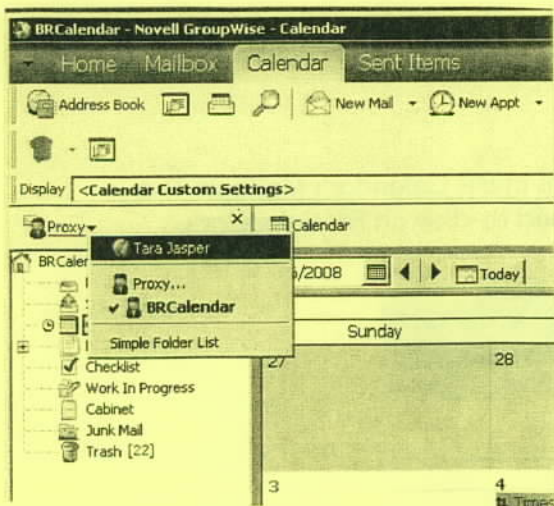 BRCalendar - Novell GroupWise - Calendar
Home Mailbox Calendar Sent Items
Address Book New Mail New Appt
Display <Calendar Custom Settings>
Proxy Calendar
Tara Jasper
BRCalen /2008 Today
Proxy...
BRCalendar
Sunday
Simple Folder List
27 28
Checklist
Work In Progress
Cabinet
Junk Mail
Trash [22]
3 4
Times